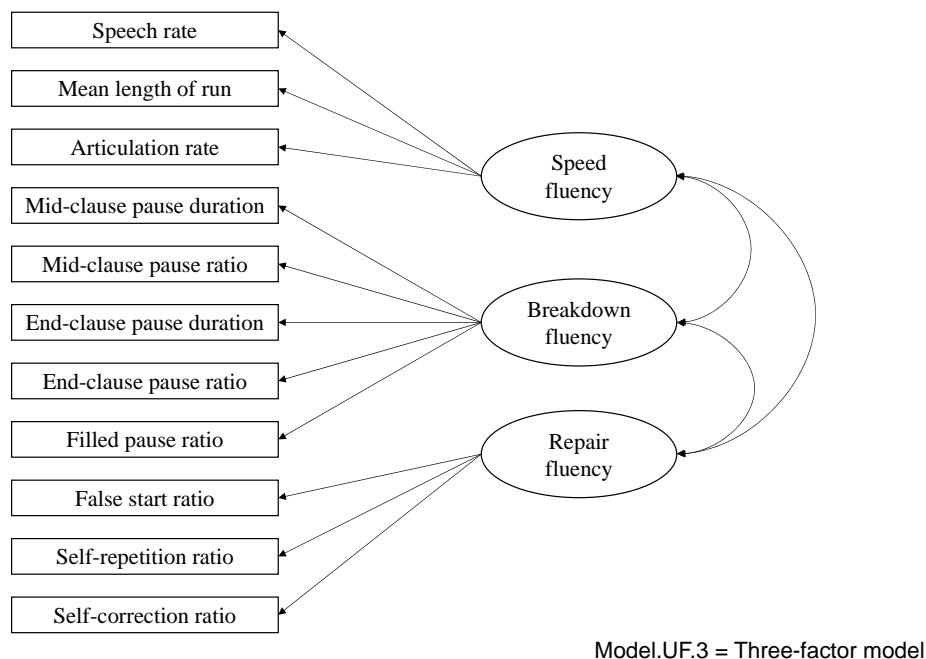 Speech rate
Mean length of run
Articulation rate
Mid-clause pause duration
Mid-clause pause ratio
End-clause pause duration
End-clause pause ratio
Filled pause ratio
False start ratio
Self-repetition ratio
Self-correction ratio
Speed
fluency
Breakdown
fluency
Repair
fluency
Model.UF.3 = Three-factor model